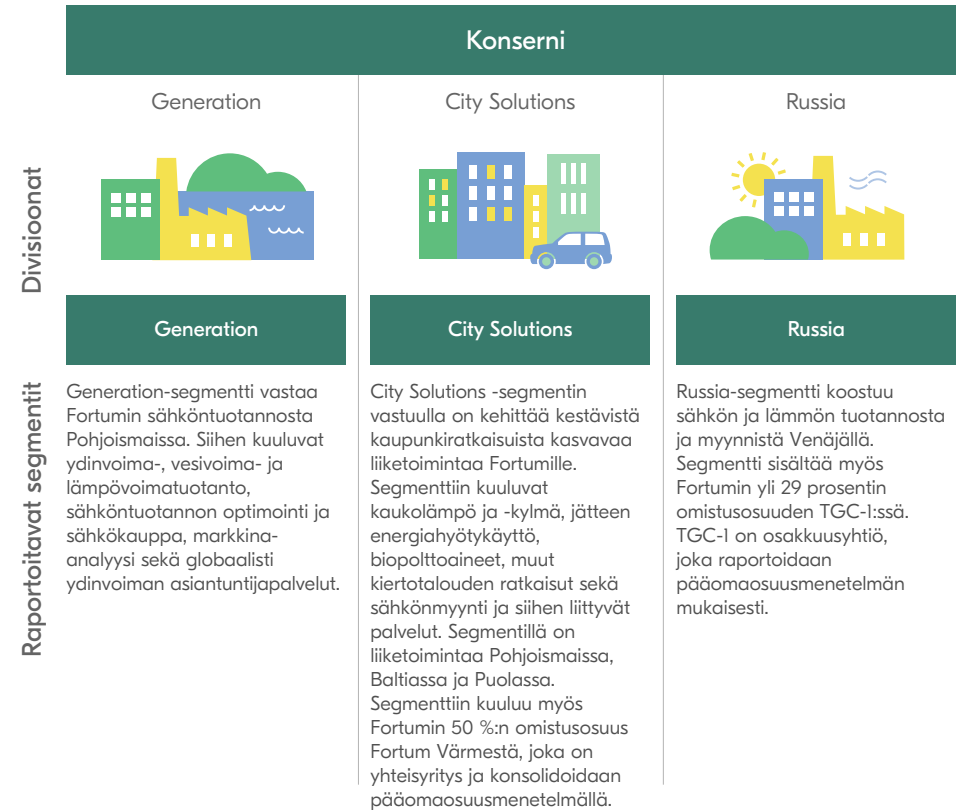 Konserni
Divisioonat
Generation
City Solutions
Russia
Raportoitavat segmentit
Generation
Generation-segmentti vastaa
Fortumin sähköntuotannosta
Pohjoismaissa. Siihen kuuluvat
ydinvoima-, vesivoima- ja
lämpövoimatuotanto,
sähköntuotannon optimointi ja
sähkökauppa, markkina-
analyysi sekä globaalisti
ydinvoiman asiantuntijapalvelut.
City Solutions
City Solutions -segmentin
vastuulla on kehittää kestävistä
kaupunkiratkaisuista kasvavaa
liiketoimintaa Fortumille.
Segmenttiin kuuluvat
kaukolämpö ja -kylmä, jätteen
energiahyötykäyttö,
biopolttoaineet, muut
kiertotalouden ratkaisut sekä
sähkönmyynti ja siihen liittyvät
palvelut. Segmentillä on
liiketoimintaa Pohjoismaissa,
Baltiassa ja Puolassa.
Segmenttiin kuuluu myös
Fortumin 50 %:n omistusosuus
Fortum Värmestä, joka on
yhteisyritys ja konsolidoidaan
pääomaosuusmenetelmällä.
Russia
Russia-segmentti koostuu
sähkön ja lämmön tuotannosta
ja myynnistä Venäjällä.
Segmentti sisältää myös
Fortumin yli 29 prosentin
omistusosuuden TGC-1:ssä.
TGC-1 on osakkuusyhtiö,
joka raportoidaan
pääomaosuusmenetelmän
mukaisesti.